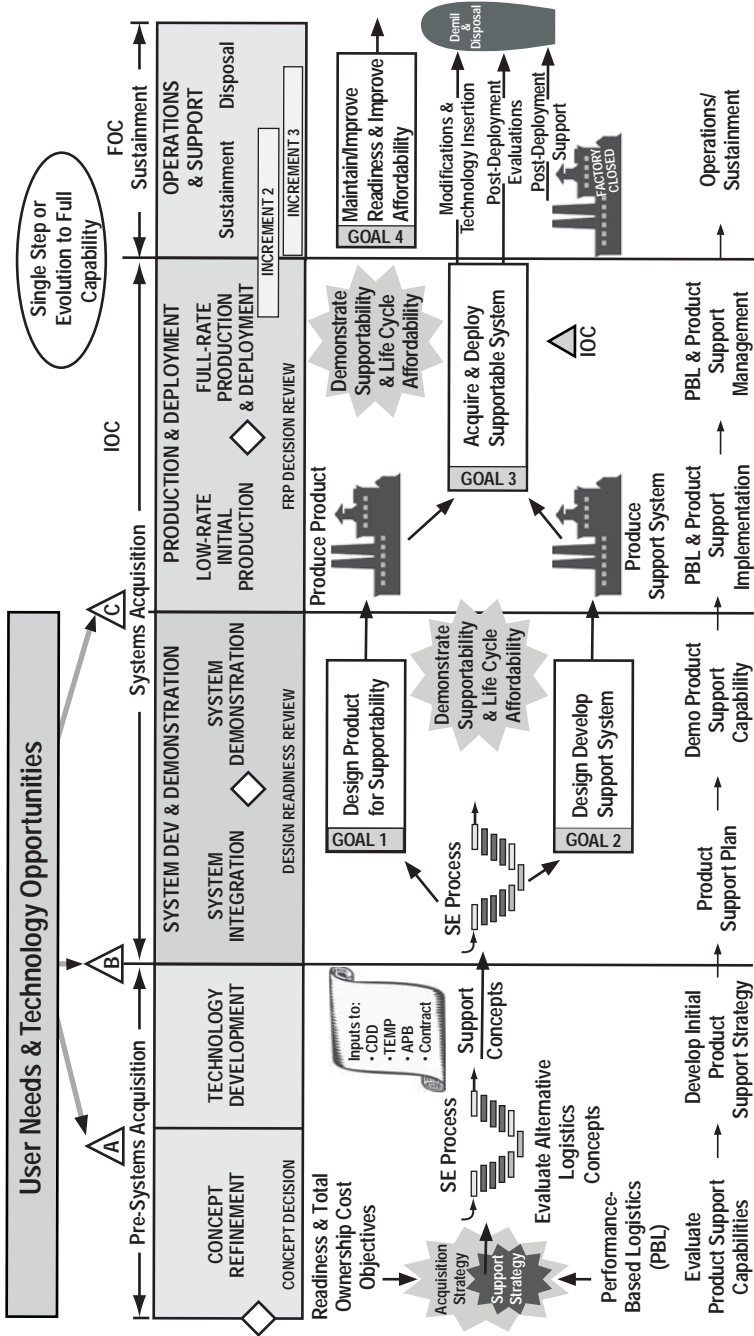 User Needs & Technology Opportunities
Single Step or
Evolution to Full
Capability
A
B
C
Pre-Systems Acquisition
Systems Acquisition
IOC
FOC
Sustainment
CONCEPT
REFINEMENT
CONCEPT DECISION
TECHNOLOGY
DEVELOPMENT
SYSTEM DEV & DEMONSTRATION
SYSTEM
INTEGRATION
SYSTEM
DEMONSTRATION
DESIGN READINESS REVIEW
PRODUCTION & DEPLOYMENT
LOW-RATE
INITIAL
PRODUCTION
FULL-RATE
PRODUCTION
& DEPLOYMENT
FRP DECISION REVIEW
OPERATIONS
& SUPPORT
Sustainment
Disposal
INCREMENT 2
INCREMENT 3
Readiness & Total
Ownership Cost
Objectives
Acquisition
Strategy
Support
Strategy
Performance-
Based Logistics
(PBL)
SE Process
Evaluate Alternative
Logistics
Concepts
Inputs to:
• CDD
• TEMP
• APB
• Contract
Support
Concepts
SE Process
GOAL 1
Design Product
for Supportability
GOAL 2
Design Develop
Support System
Demonstrate
Supportability
& Life Cycle
Affordability
Produce Product
Produce
Support System
GOAL 3
Acquire & Deploy
Supportable System
Demonstrate
Supportability
& Life Cycle
Affordability
IOC
GOAL 4
Maintain/Improve
Readiness & Improve
Affordability
Modifications &
Technology Insertion
Post-Deployment
Evaluations
Post-Deployment
Support
Demil
&
Disposal
FACTORY
CLOSED
Evaluate
Product Support
Capabilities
Develop Initial
Product
Support Strategy
Product
Support Plan
Demo Product
Support
Capability
PBL & Product
Support
Implementation
PBL & Product
Support
Management
Operations/
Sustainment